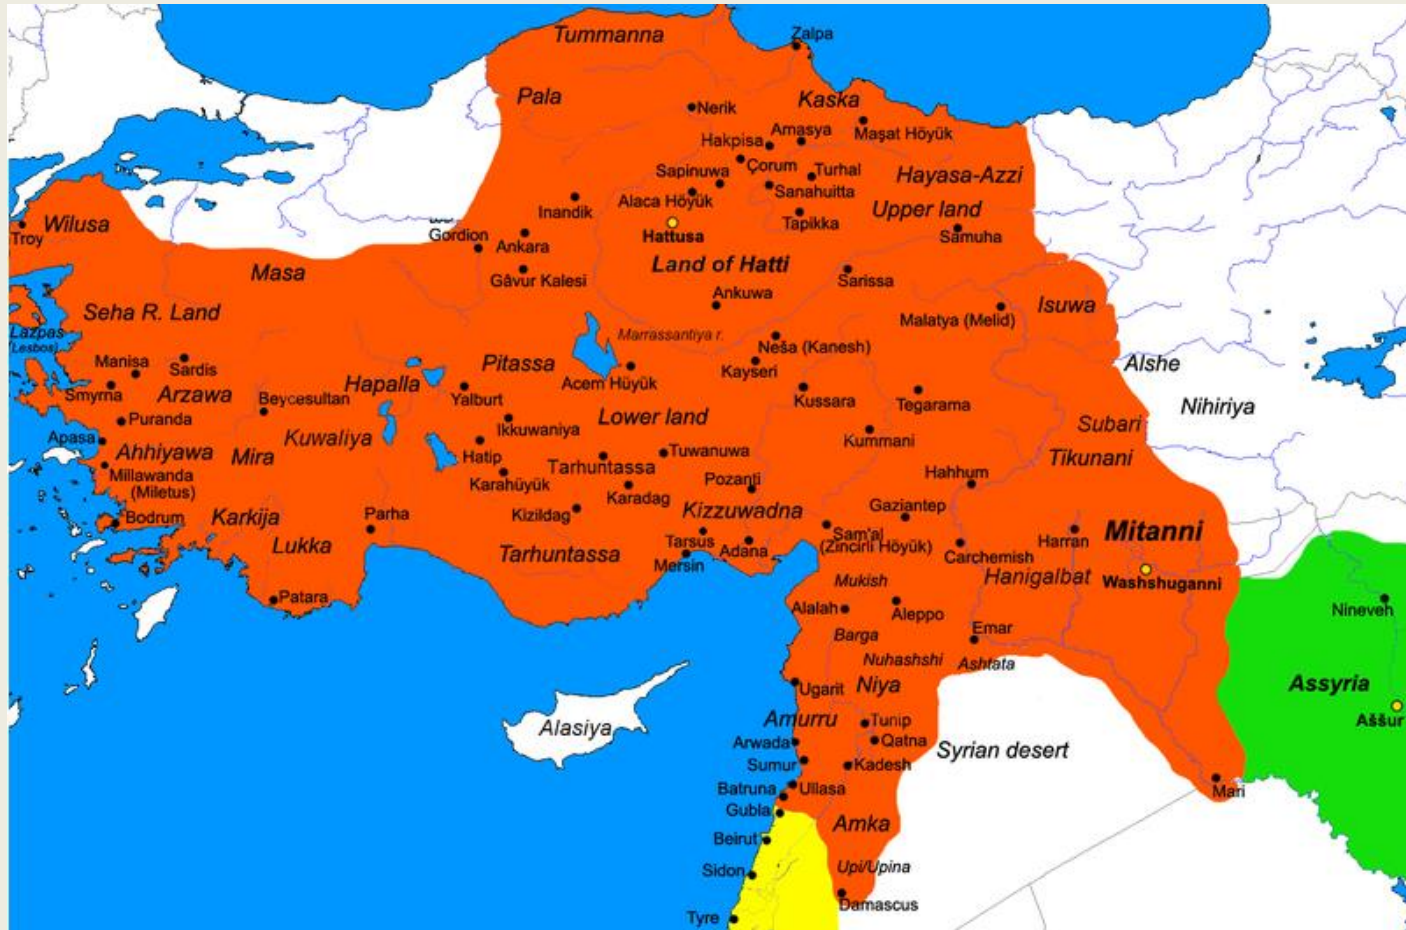 Tummanna
Zalpa
Pala
Nerik
Kaska
Amasya
Maşat Höyük
Hakpisa
Çorum
Turhal
Sapinuwa
Sanahuitta
Hayasa-Azzi
Inandik
Alaca Höyük
Upper land
Tapikka
Wilusa
Troy
Gordion
Ankara
Hattusa
Samuha
Masa
Gâvur Kalesi
Land of Hatti
Sarissa
Ankuwa
Seha R. Land
Malatya (Melid)
Isuwa
Lazpas
(Lesbos)
Marrassantiya r.
Neša (Kanesh)
Manisa
Sardis
Pitassa
Kayseri
Alshe
Smyrna
Arzawa
Hapalla
Acem Hüyük
Yalburt
Beycesultan
Kussara
Tegarama
Nihiriya
Puranda
Lower land
Ikkuwaniya
Subari
Apasa
Kuwaliya
Kummani
Ahhiyawa
Mira
Hatip
Tuwanuwa
Tikunani
Millawanda
(Miletus)
Tarhuntassa
Karahüyük
Karadag
Pozanti
Hahhum
Bodrum
Karkija
Parha
Kizildag
Kizzuwadna
Gaziantep
Lukka
Tarhuntassa
Tarsus
Adana
Sam'al
(Zincirli Höyük)
Harran
Mitanni
Mersin
Carchemish
Hanigalbat
Washshuganni
Mukish
Patara
Alalah
Aleppo
Nineveh
Barga
Emar
Nuhashshi
Ashtata
Ugarit
Niya
Assyria
Alasiya
Amurru
Tunip
Aššur
Arwada
Qatna
Syrian desert
Sumur
Kadesh
Batruna
Ullasa
Mari
Gubla
Amka
Beirut
Sidon
Upi/Upina
Damascus
Tyre